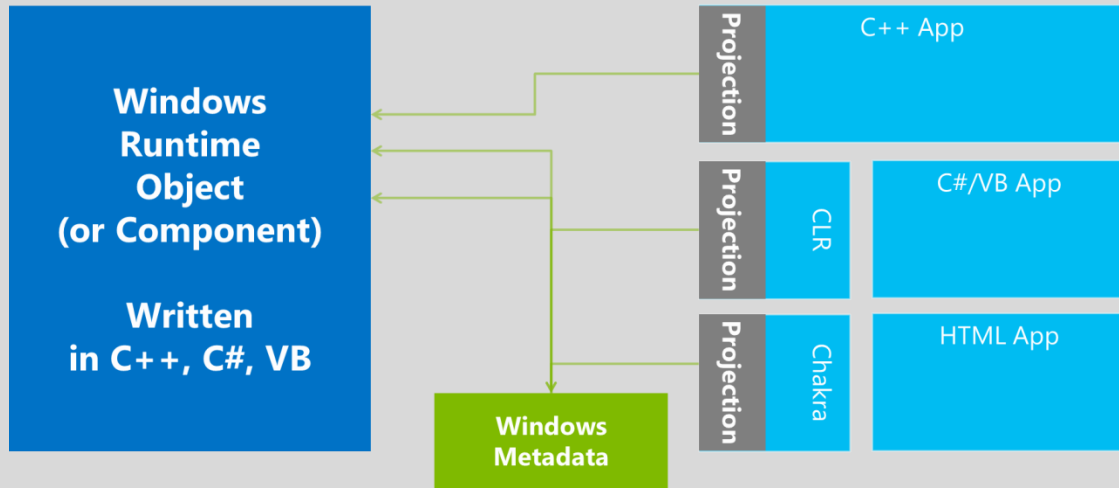 Windows
Runtime
Object
(or Component)
Written
in C++, C#, VB
Projection
C++ App
Projection
CLR
C#/VB App
Projection
Chakra
HTML App
Windows
Metadata